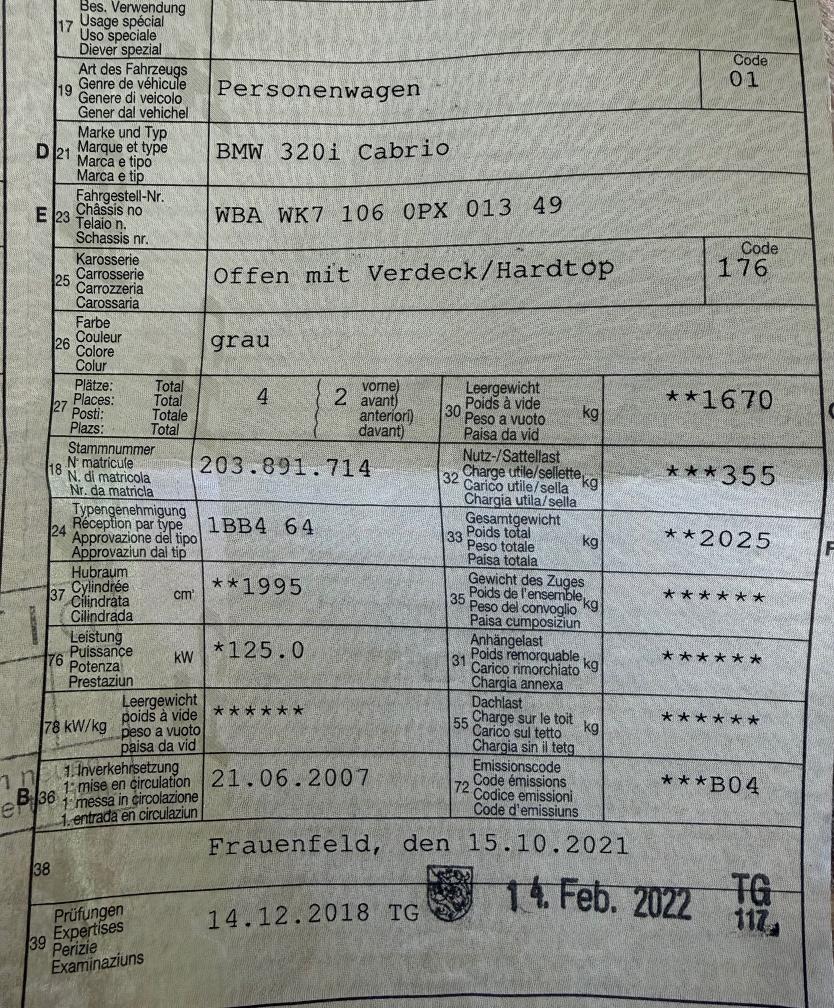 17
Bes. Verwendung
Usage spécial
Uso speciale
Diever spezial
19
Art des Fahrzeugs
Genre de véhicule
Genere di veicolo
Gener dal vehichel
Personenwagen
Code
01
D
21
Marke und Typ
Marque et type
Marca e tipo
Marca e tip
BMW 320i Cabrio
E
23
Fahrgestell-Nr.
Châssis no
Telaio n.
Schassis nr.
WBA WK7 106 0PX 013 49
25
Karosserie
Carrosserie
Carrozzeria
Carossaria
Offen mit Verdeck/Hardtop
Code
176
26
Farbe
Couleur
Colore
Colur
grau
27
Plätze: Total
Places: Total
Posti: Totale
Plazs: Total
4
( 2 vorne)
avant)
anteriori)
davant)
30
Leergewicht
Poids à vide
Peso a vuoto
Paisa da vid
kg
**1670
18
Stammnummer
N° matricule
N. di matricola
Nr. da matricla
203.891.714
32
Nutz-/Sattellast
Charge utile/sellette
Carico utile/sella
Chargia utila/sella
kg
***355
24
Typengenehmigung
Réception par type
Approvazione del tipo
Approvaziun dal tip
1BB4 64
33
Gesamtgewicht
Poids total
Peso totale
Paisa totala
kg
**2025
37
Hubraum
Cylindrée
Cilindrata
Cilindrada
cm³
**1995
35
Gewicht des Zuges
Poids de l'ensemble
Peso del convoglio
Paisa cumposiziun
kg
******
76
Leistung
Puissance
Potenza
Prestaziun
kW
*125.0
31
Anhängelast
Poids remorquable
Carico rimorchiato
Chargia annexa
kg
******
78 kW/kg
Leergewicht
poids à vide
peso a vuoto
paisa da vid
******
55
Dachlast
Charge sur le toit
Carico sul tetto
Chargia sin il tetg
kg
******
B
36
1. Inverkehrsetzung
1re mise en circulation
1a messa in circolazione
1. entrada en circulaziun
21.06.2007
72
Emissionscode
Code émissions
Codice emissioni
Code d'emissiuns
***B04
38
Frauenfeld, den 15.10.2021
39
Prüfungen
Expertises
Perizie
Examinaziuns
14.12.2018 TG
14. Feb. 2022
TG
117